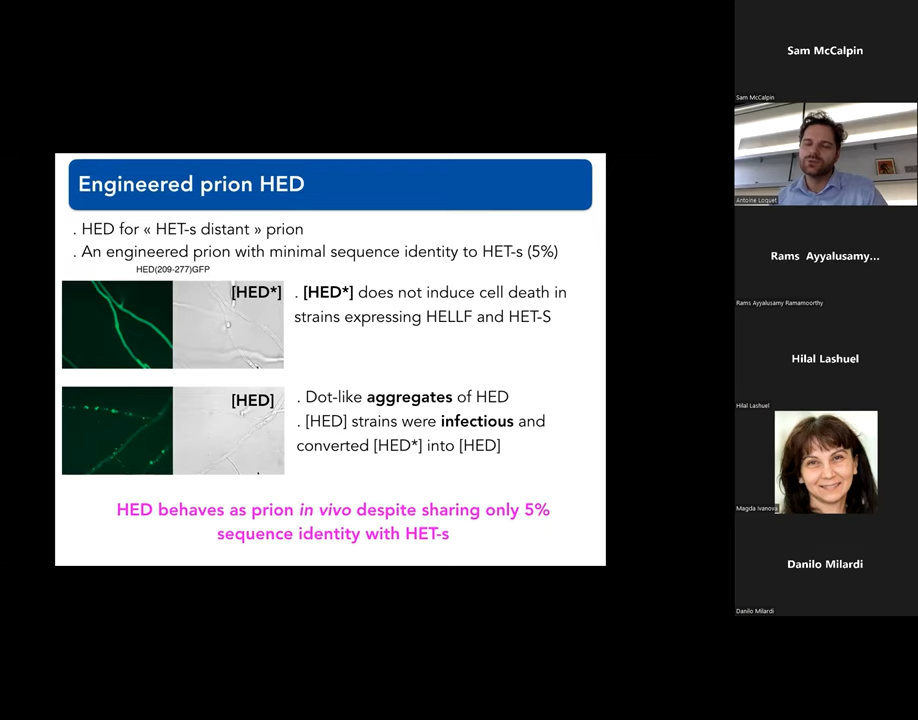 Engineered prion HED
. HED for « HET-s distant » prion
. An engineered prion with minimal sequence identity to HET-s (5%)
HED(209-277)GFP
[HED*]
. [HED*] does not induce cell death in
strains expressing HELLF and HET-S
[HED]
. Dot-like aggregates of HED
. [HED] strains were infectious and
converted [HED*] into [HED]
HED behaves as prion in vivo despite sharing only 5%
sequence identity with HET-s
Sam McCalpin
Sam McCalpin
Antoine Loquet
Rams Ayyalusamy...
Rams Ayyalusamy Ramamoorthy
Hilal Lashuel
Hilal Lashuel
Magda Ivanova
Danilo Milardi
Danilo Milardi